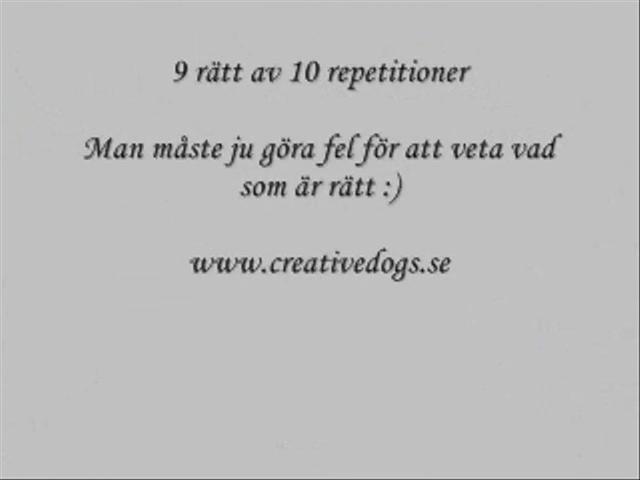 9 rätt av 10 repetitioner
Man måste ju göra fel för att veta vad
som är rätt :)
www.creativedogs.se